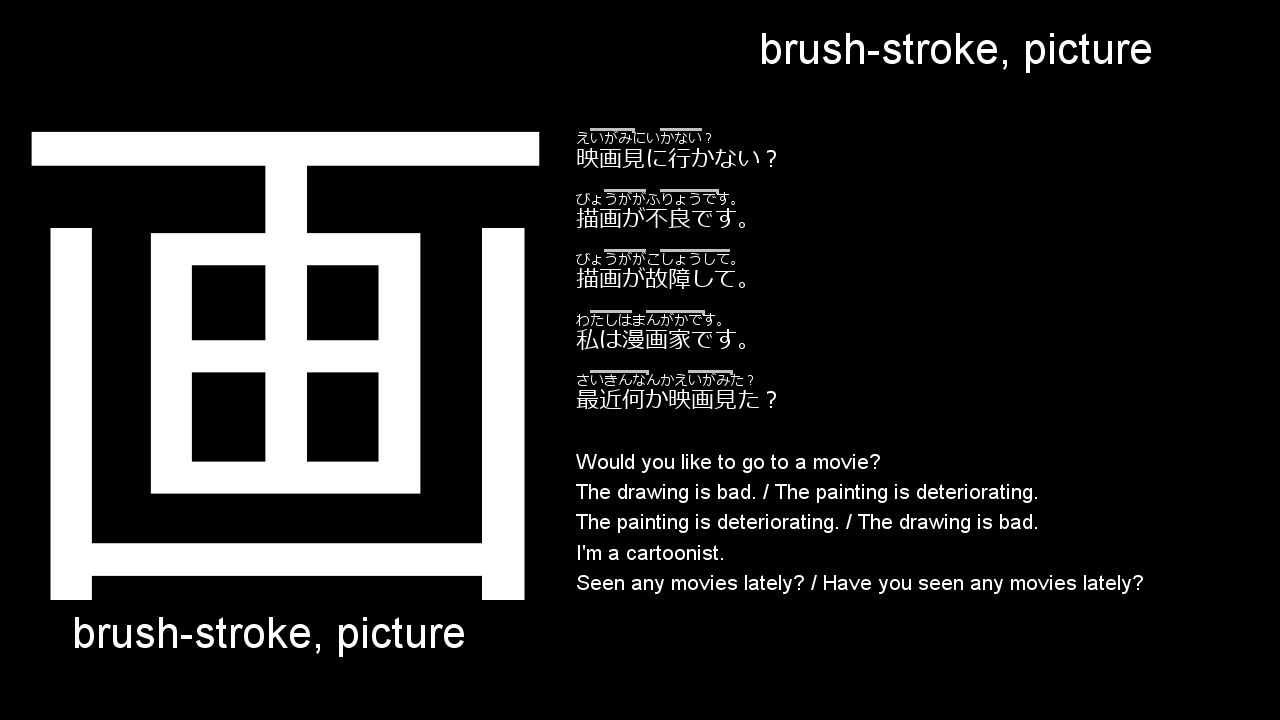 brush-stroke, picture
画
brush-stroke, picture
えいがみにいかない？
映画見に行かない？
びょうががふりょうです。
描画が不良です。
びょうががこしょうして。
描画が故障して。
わたしはまんがかです。
私は漫画家です。
さいきんなんかえいがみた？
最近何か映画見た？
Would you like to go to a movie?
The drawing is bad. / The painting is deteriorating.
The painting is deteriorating. / The drawing is bad.
I'm a cartoonist.
Seen any movies lately? / Have you seen any movies lately?